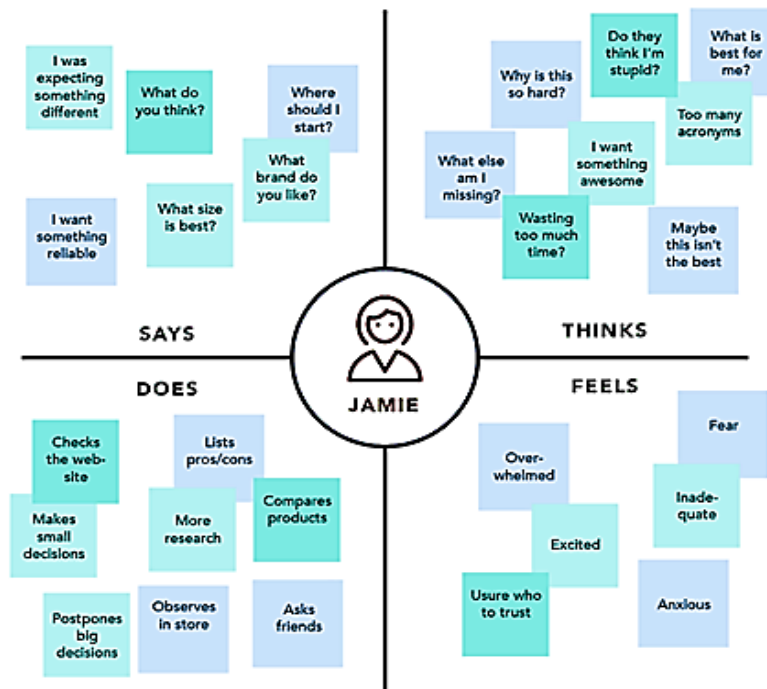 I was
expecting
something
different
What do
you think?
Where
should I
start?
What
brand do
you like?
I want
something
reliable
What size
is best?
SAYS
Do they
think I'm
stupid?
What is
best for
me?
Why is this
so hard?
Too many
acronyms
What else
am I
missing?
I want
something
awesome
Wasting
too much
time?
Maybe
this isn't
the best
THINKS
JAMIE
DOES
Checks
the web-
site
Lists
pros/cons
Makes
small
decisions
More
research
Compares
products
Postpones
big
decisions
Observes
in store
Asks
friends
FEELS
Over-
whelmed
Fear
Inade-
quate
Excited
Usure who
to trust
Anxious